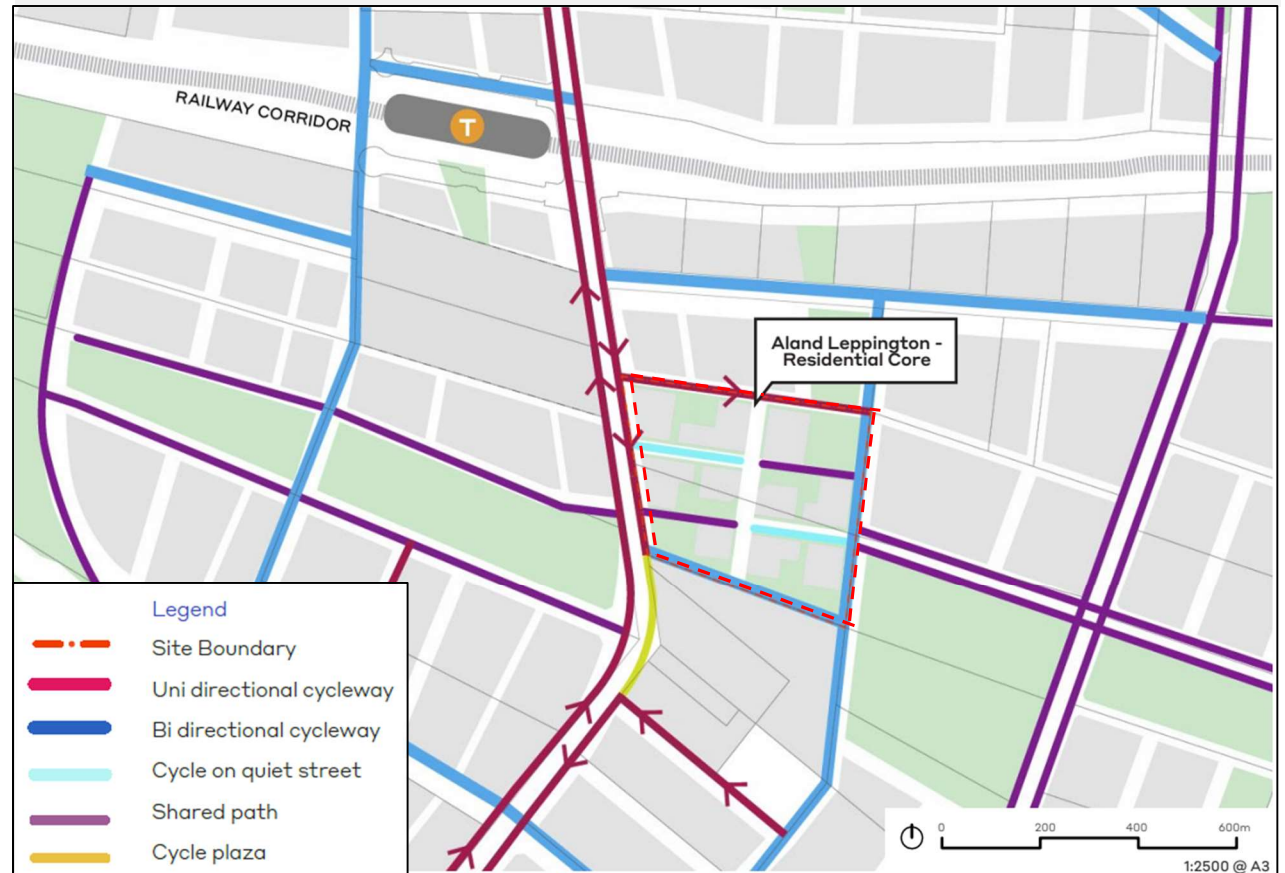 RAILWAY CORRIDOR
T
Aland Leppington -
Residential Core
Legend
Site Boundary
Uni directional cycleway
Bi directional cycleway
Cycle on quiet street
Shared path
Cycle plaza
0 200 400 600m
1:2500 @ A3